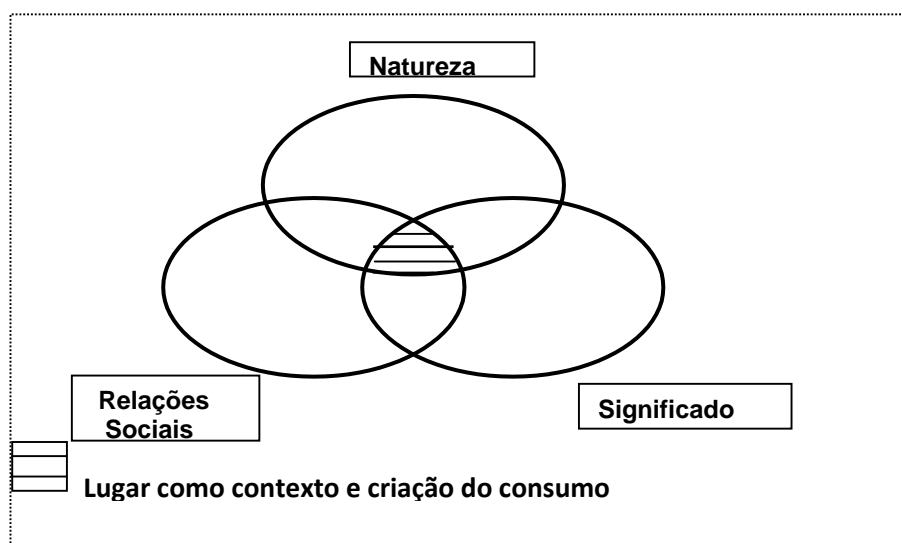 Natureza
Relações
Sociais
Significado
Lugar como contexto e criação do consumo